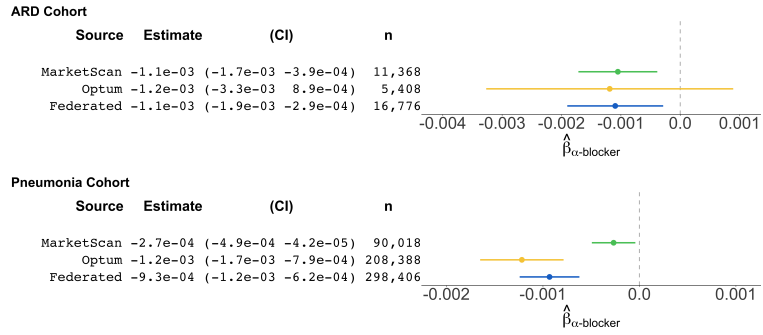 ARD Cohort
Source Estimate (CI) n
MarketScan -1.1e-03 (-1.7e-03 -3.9e-04) 11,368
Optum -1.2e-03 (-3.3e-03 8.9e-04) 5,408
Federated -1.1e-03 (-1.9e-03 -2.9e-04) 16,776
-0.004 -0.003 -0.002 -0.001 0.0 0.001
β̂α-blocker
Pneumonia Cohort
Source Estimate (CI) n
MarketScan -2.7e-04 (-4.9e-04 -4.2e-05) 90,018
Optum -1.2e-03 (-1.7e-03 -7.9e-04) 208,388
Federated -9.3e-04 (-1.2e-03 -6.2e-04) 298,406
-0.002 -0.001 0.0 0.001
β̂α-blocker